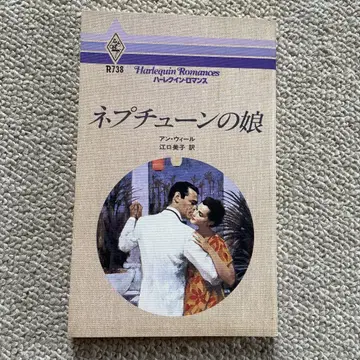 R738
Harlequin Romances
ハーレクイン・ロマンス
ネプチューンの娘
アン・ウィール
江口美子 訳